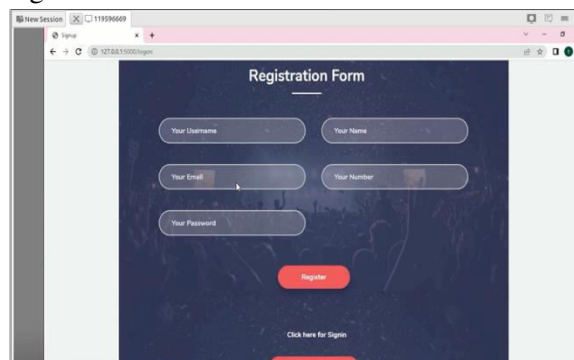 New Session 119596669
Signup
127.0.0.1:5000/logon
Registration Form
Your Username Your Name
Your Email Your Number
Your Password
Register
Click here for Signin